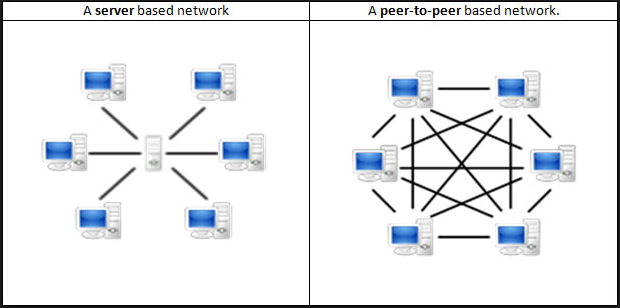 A server based network
A peer-to-peer based network.